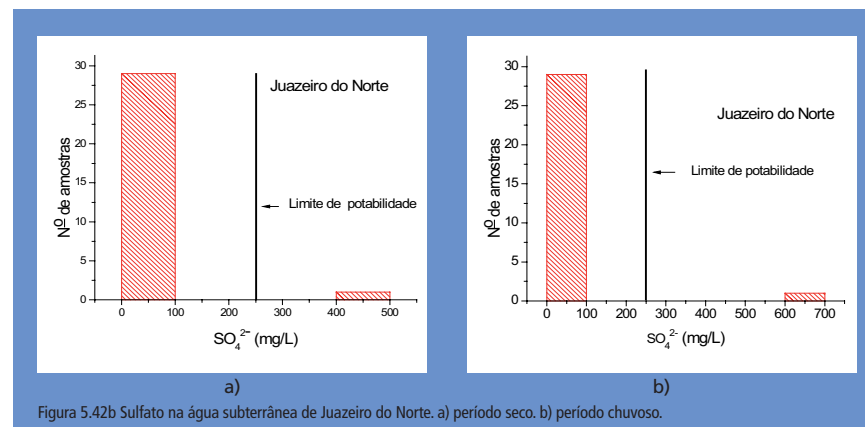 30
25
20
15
10
5
0
Nº de amostras
Juazeiro do Norte
Limite de potabilidade
0 100 200 300 400 500
SO₄²⁻ (mg/L)
a)
30
25
20
15
10
5
0
Nº de amostras
Juazeiro do Norte
Limite de potabilidade
0 100 200 300 400 500 600 700
SO₄²⁻ (mg/L)
b)
Figura 5.42b Sulfato na água subterrânea de Juazeiro do Norte. a) período seco. b) período chuvoso.